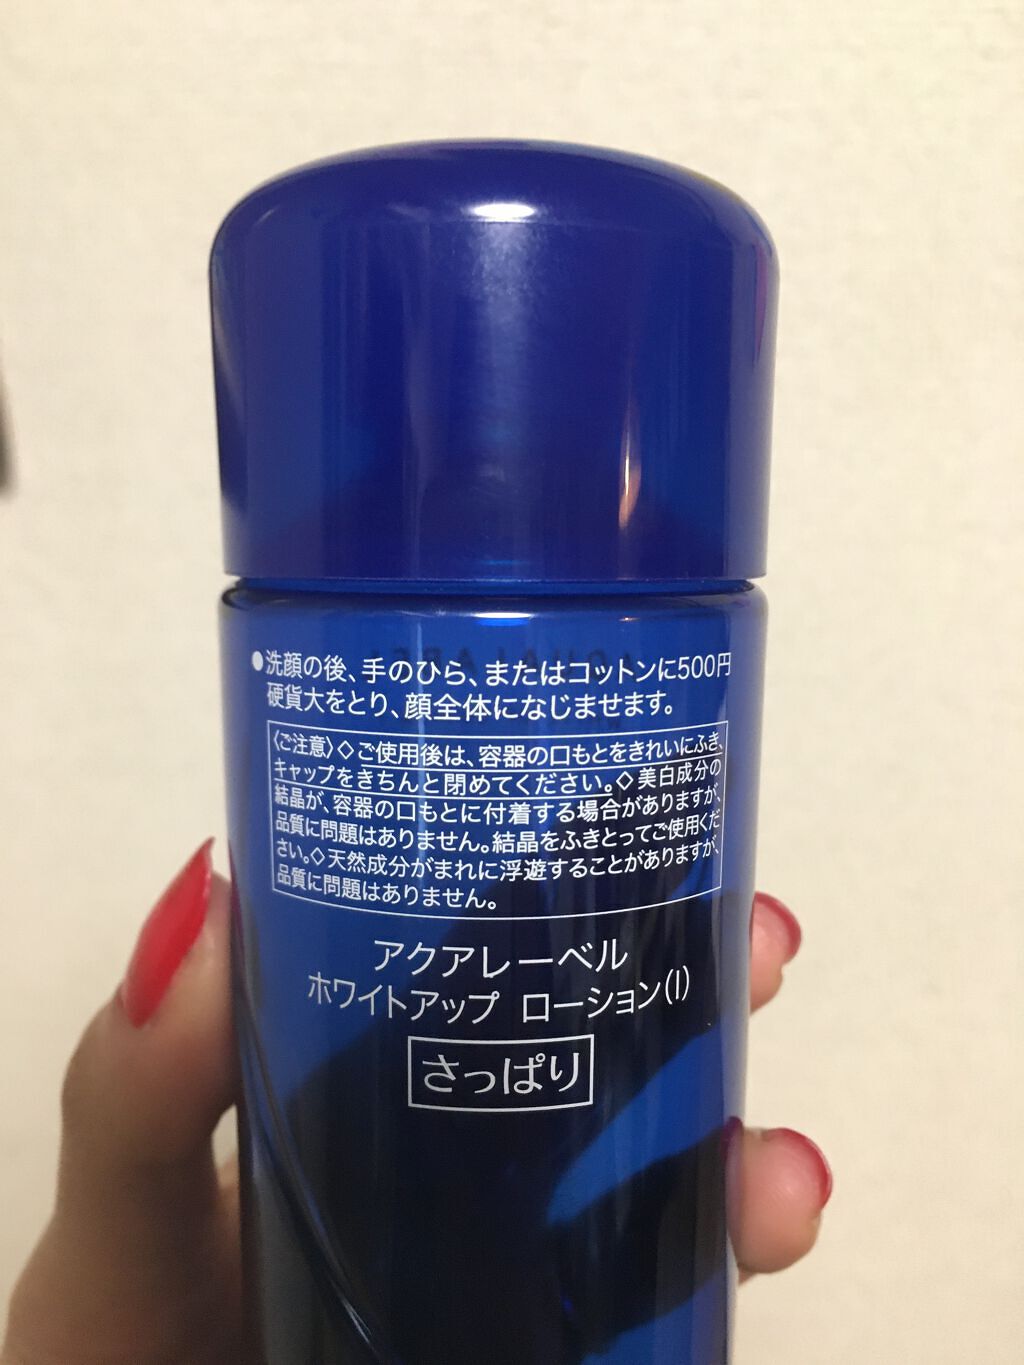 ●洗顔の後、手のひら、またはコットンに500円
硬貨大をとり、顔全体になじませます。
〈ご注意〉◇ご使用後は、容器の口もとをきれいにふき、
キャップをきちんと閉めてください。◇美白成分の
結晶が、容器の口もとに付着する場合がありますが、
品質に問題はありません。結晶をふきとってご使用くだ
さい。◇天然成分がまれに浮遊することがありますが、
品質に問題はありません。
アクアレーベル
ホワイトアップ ローション(I)
さっぱり